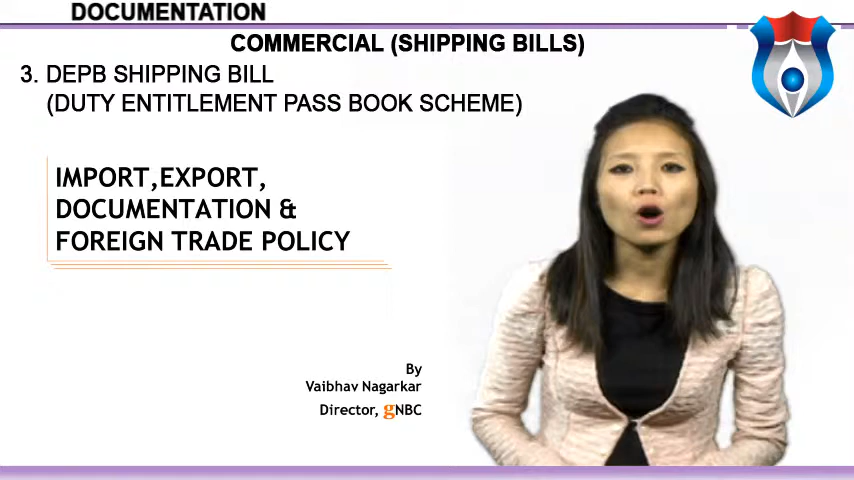 DOCUMENTATION
COMMERCIAL (SHIPPING BILLS)
3. DEPB SHIPPING BILL
(DUTY ENTITLEMENT PASS BOOK SCHEME)
IMPORT,EXPORT,
DOCUMENTATION &
FOREIGN TRADE POLICY
By
Vaibhav Nagarkar
Director, gNBC